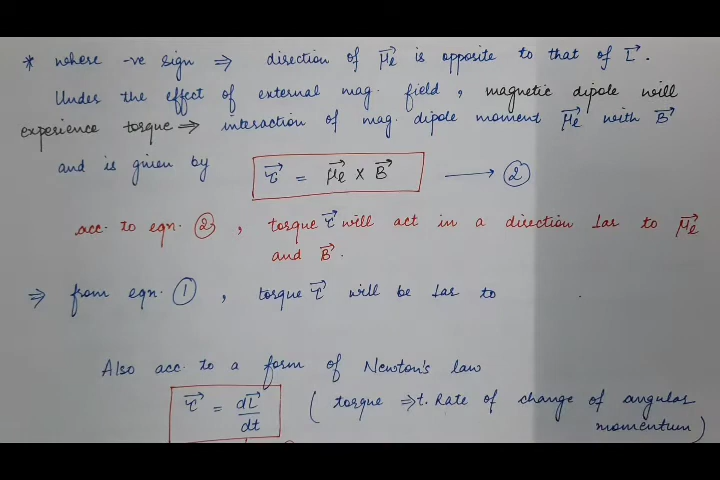 * where -ve sign ⇒ direction of μ⃗e is opposite to that of L⃗.
Under the effect of external mag. field, magnetic dipole will
experience torque ⇒ interaction of mag. dipole moment μ⃗e with B⃗
and is given by τ⃗ = μ⃗e × B⃗ → ②
acc. to eqn. ②, torque τ⃗ will act in a direction ⊥ar to μ⃗e
and B⃗.
⇒ from eqn. ①, torque τ⃗ will be ⊥ar to
Also acc. to a form of Newton's law
τ⃗ = dL⃗/dt (torque ⇒ t. Rate of change of angular
momentum)